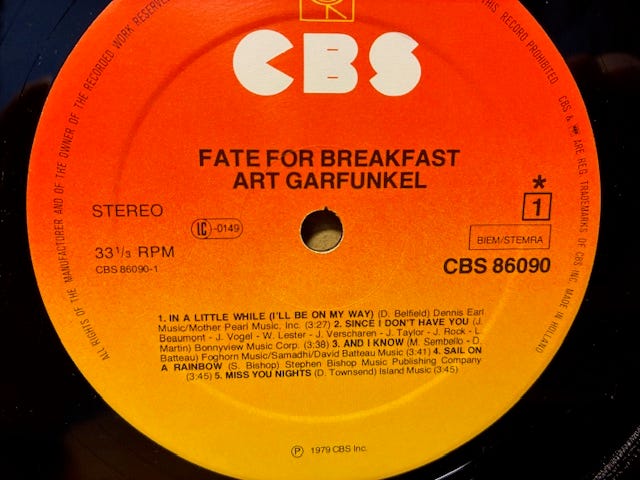 CBS
FATE FOR BREAKFAST
ART GARFUNKEL
STEREO
LC-0149
33 1/3 RPM
CBS 86090-1
*
1
BIEM/STEMRA
CBS 86090
1. IN A LITTLE WHILE (I'LL BE ON MY WAY) (D. Belfield) Dennis Earl
Music/Mother Pearl Music, Inc. (3:27) 2. SINCE I DON'T HAVE YOU (J.
Beaumont - J. Vogel - W. Lester - J. Verscharen - J. Taylor - J. Rock - L.
Martin) Bonnyview Music Corp. (3:38) 3. AND I KNOW (M. Sembello - D.
Batteau) Foghorn Music/Samadhi/David Batteau Music (3:41) 4. SAIL ON
A RAINBOW (S. Bishop) Stephen Bishop Music Publishing Company
(3:45) 5. MISS YOU NIGHTS (D. Townsend) Island Music (3:45)
℗ 1979 CBS Inc.
ALL RIGHTS OF THE MANUFACTURER AND OF THE OWNER OF THE RECORDED WORK RESERVED
THIS RECORD PROHIBITED. CBS & ARE REG. TRADEMARKS OF CBS INC. MADE IN HOLLAND